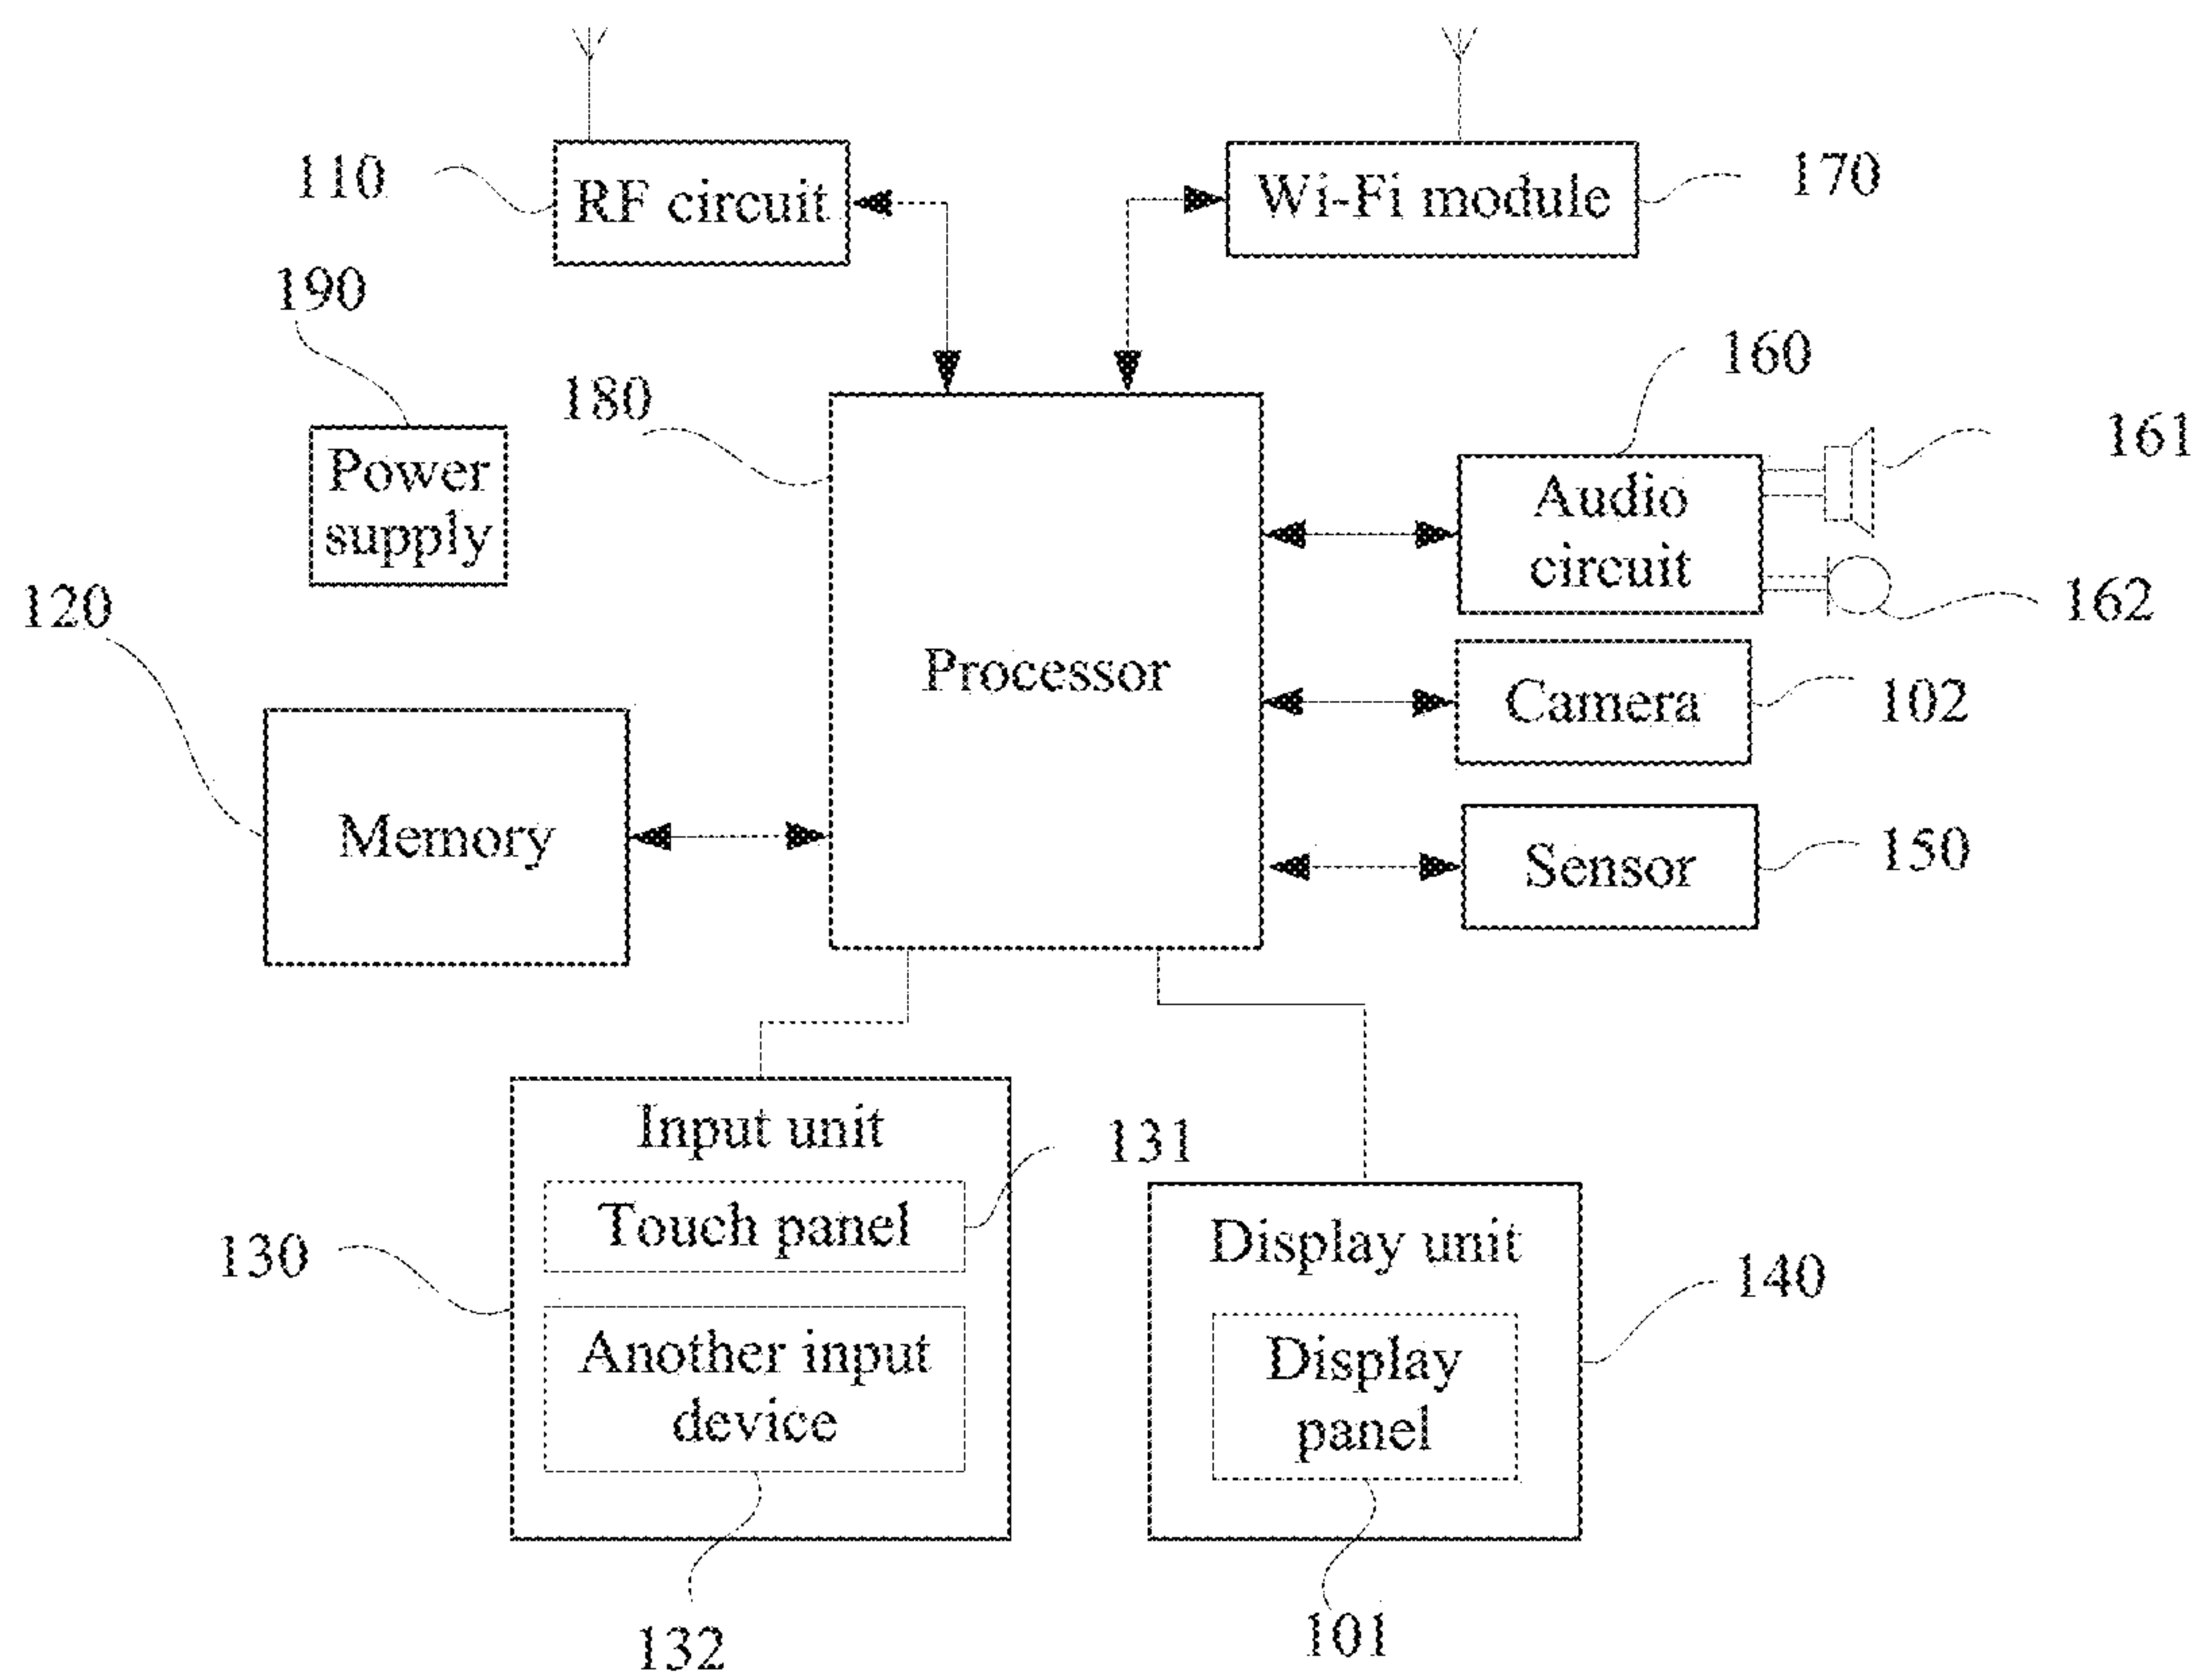 110
RF circuit
Wi-Fi module
170
190
180
160
161
Power
supply
Audio
circuit
120
162
Processor
Camera
102
Memory
Sensor
150
Input unit
131
Touch panel
130
Display unit
140
Another input
device
Display
panel
132
101